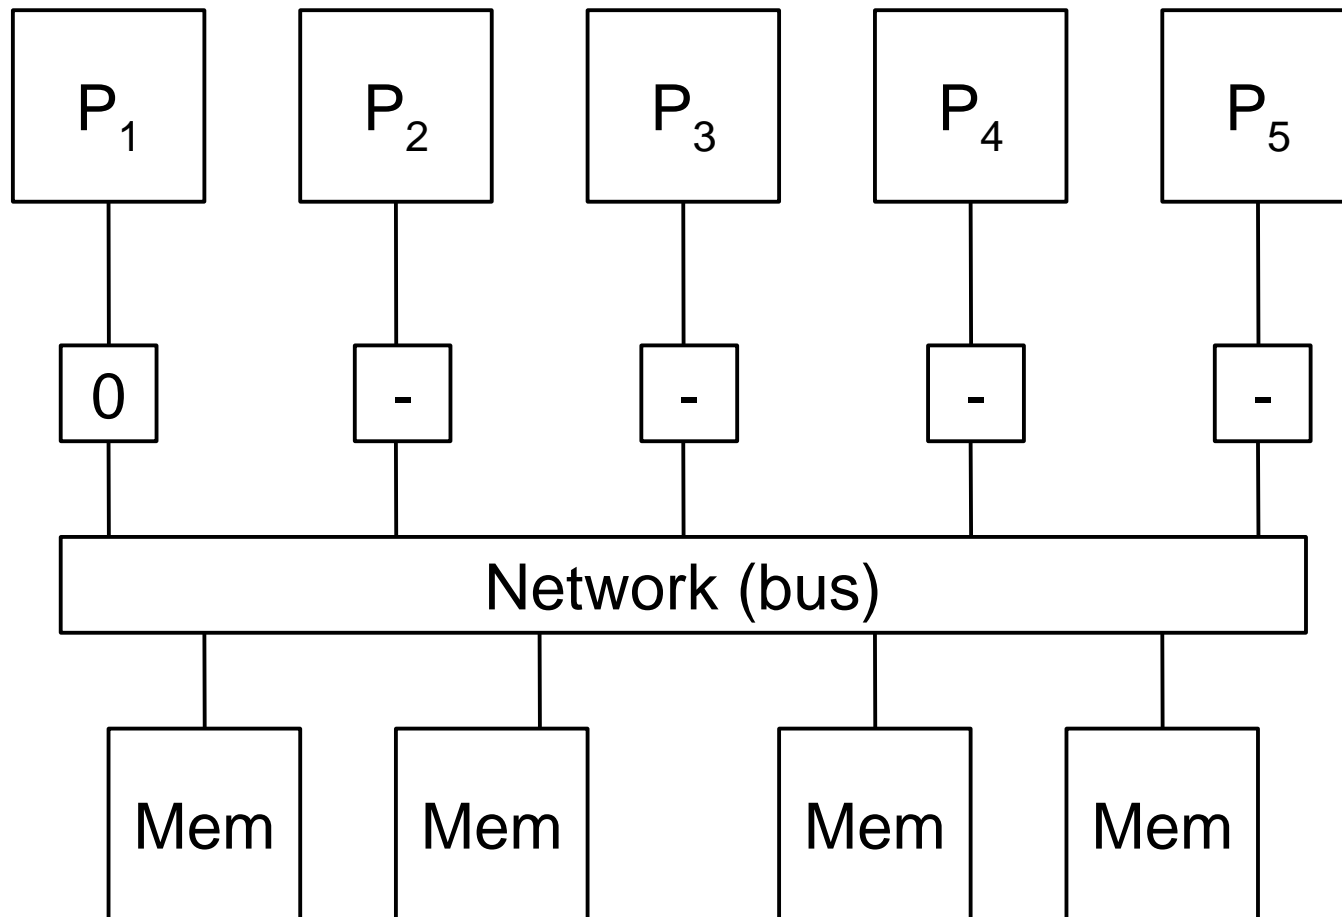 P₁ P₂ P₃ P₄ P₅
0 - - - -
Network (bus)
Mem Mem Mem Mem